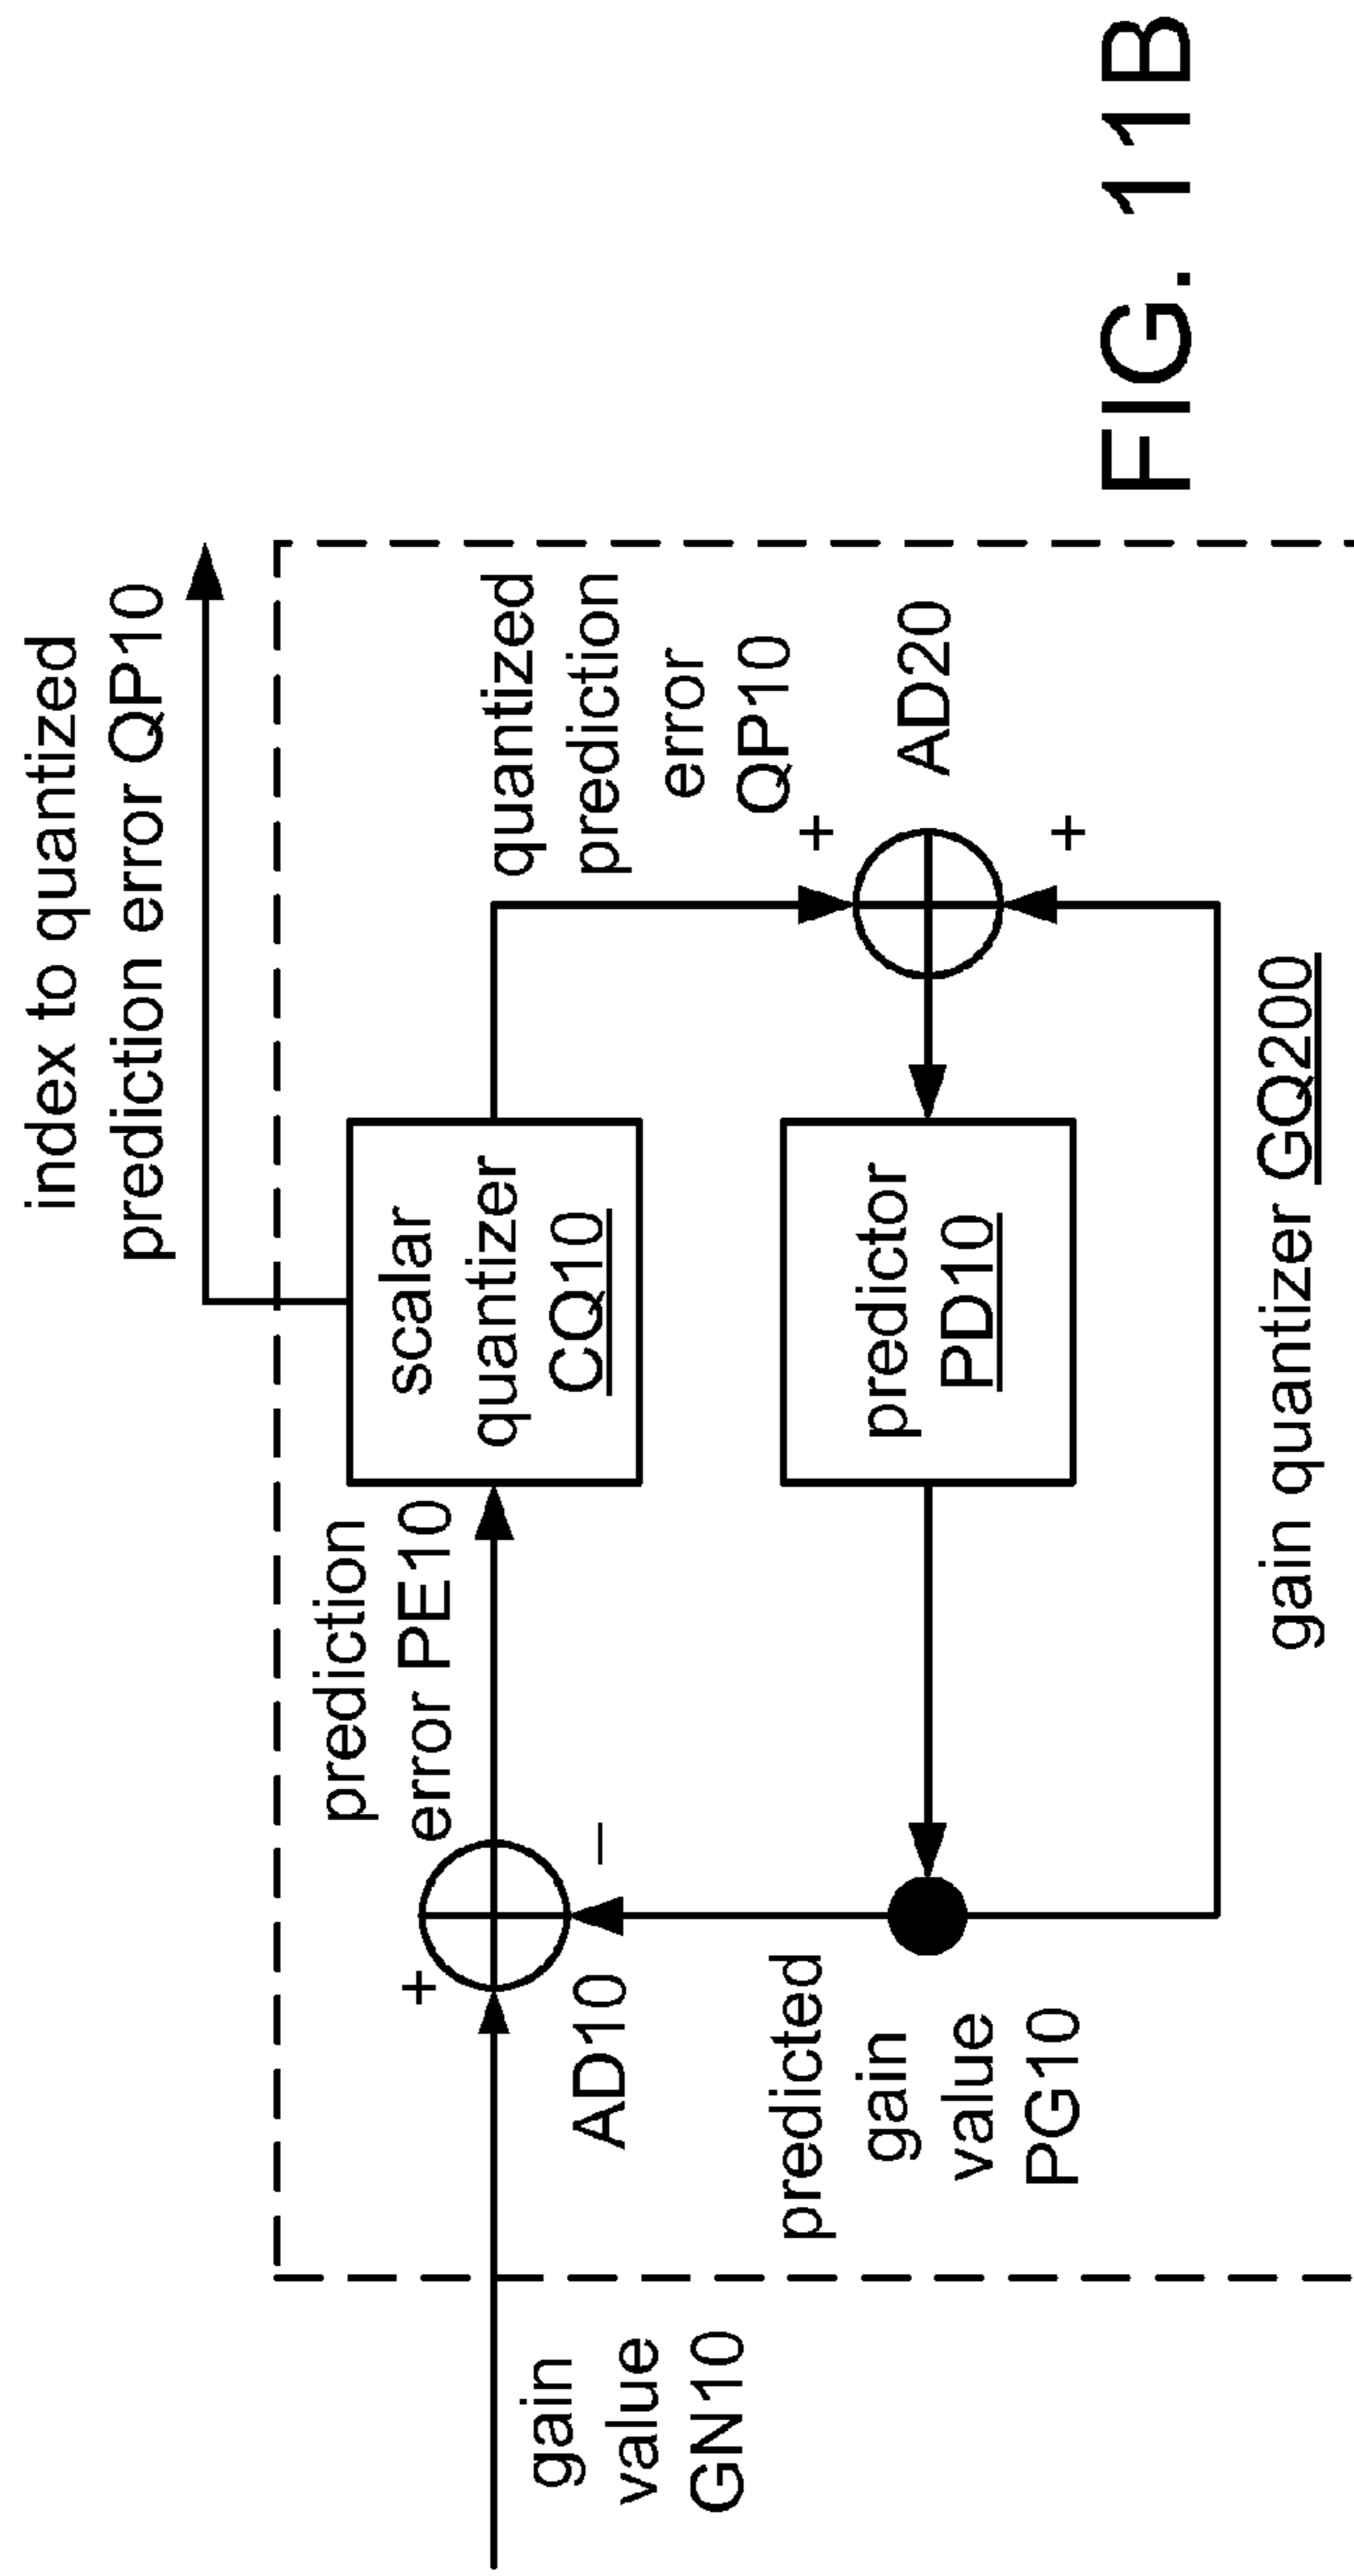 index to quantized
prediction error QP10
prediction
error PE10
scalar
quantizer
CQ10
quantized
prediction
error
QP10
+
−
+
+
AD10
AD20
gain
value
GN10
predicted
gain
value
PG10
predictor
PD10
gain quantizer GQ200
FIG. 11B